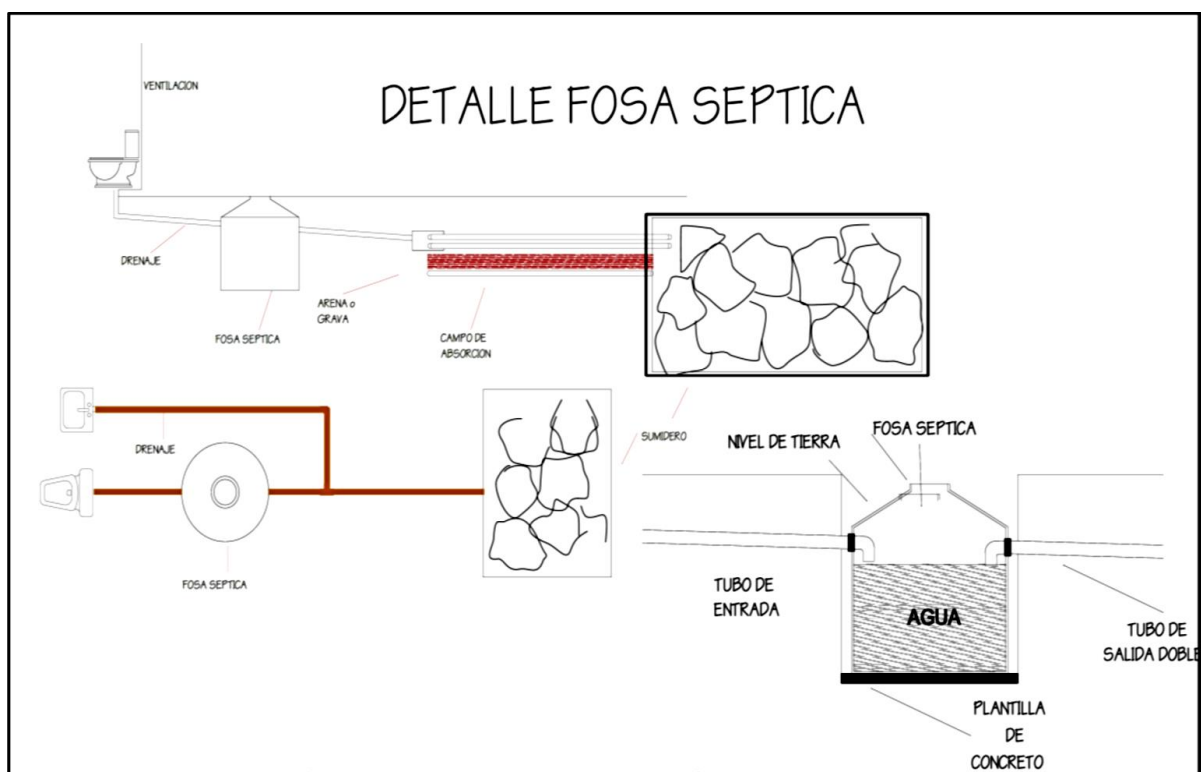 VENTILACION
DETALLE FOSA SEPTICA
DRENAJE
FOSA SEPTICA
ARENA o
GRAVA
CAMPO DE
ABSORCION
SUMIDERO
DRENAJE
FOSA SEPTICA
NIVEL DE TIERRA
FOSA SEPTICA
TUBO DE
ENTRADA
AGUA
TUBO DE
SALIDA DOBLE
PLANTILLA
DE
CONCRETO